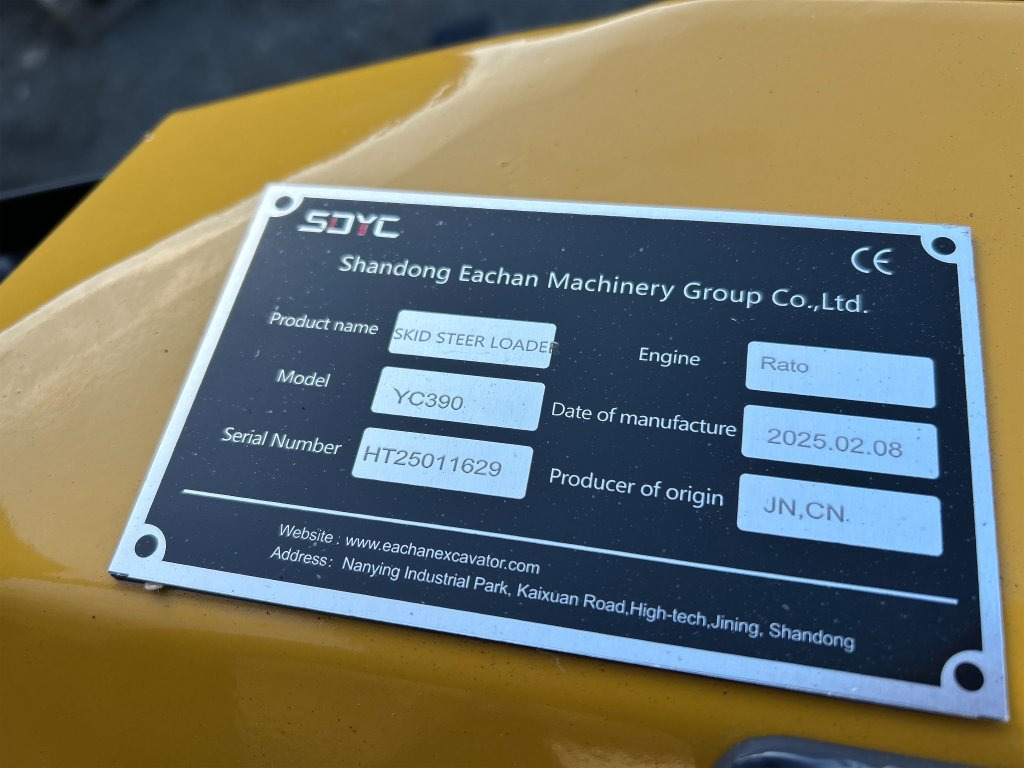 SDYC
CE
Shandong Eachan Machinery Group Co.,Ltd.
Product name SKID STEER LOADER Engine Rato
Model YC390 Date of manufacture 2025.02.08
Serial Number HT25011629 Producer of origin JN,CN.
Website : www.eachanexcavator.com
Address: Nanying Industrial Park, Kaixuan Road,High-tech,Jining, Shandong